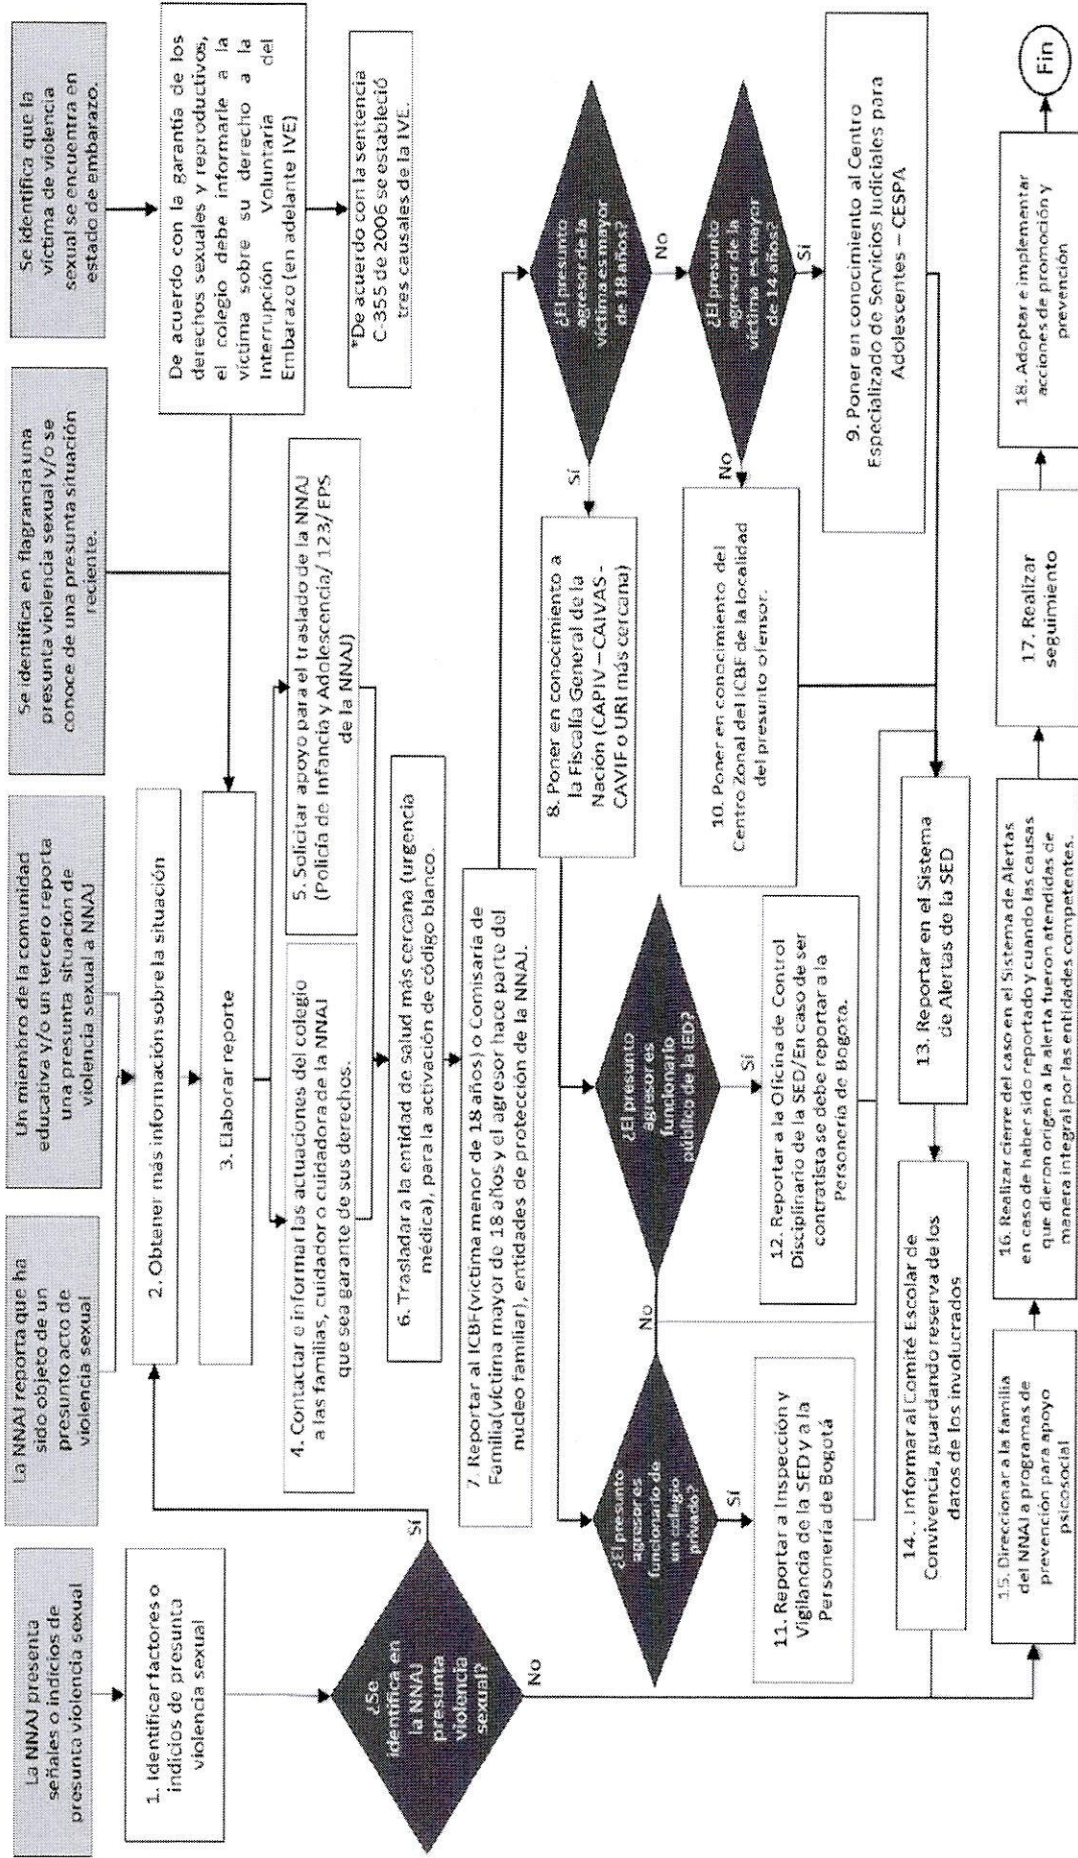 La NNAJ presenta
señales o indicios de
presunta violencia sexual
La NNAJ reporta que ha
sido objeto de un
presunto acto de
violencia sexual
Un miembro de la comunidad
educativa y/o un tercero reporta
una presunta situación de
violencia sexual a NNAJ
Se identifica en flagrancia una
presunta violencia sexual y/o se
conoce de una presunta situación
reciente.
Se identifica que la
víctima de violencia
sexual se encuentra en
estado de embarazo.
1. Identificar factores o
indicios de presunta
violencia sexual
¿Se
identifica en
la NNAJ
presunta
violencia
sexual?
Sí
No
2. Obtener más información sobre la situación
3. Elaborar reporte
De acuerdo con la garantía de los
derechos sexuales y reproductivos,
el colegio debe informarle a la
víctima sobre su derecho a la
Interrupción Voluntaria del
Embarazo (en adelante IVE)
*De acuerdo con la sentencia
C-355 de 2006 se estableció
tres causales de la IVE.
4. Contactar e informar las actuaciones del colegio
a las familias, cuidador o cuidadora de la NNAJ
que sea garante de sus derechos.
5. Solicitar apoyo para el traslado de la NNAJ
(Policía de Infancia y Adolescencia/ 123/ EPS
de la NNAJ)
6. Trasladar a la entidad de salud más cercana (urgencia
médica), para la activación de código blanco.
7. Reportar al ICBF (víctima menor de 18 años) o Comisaría de
Familia(víctima mayor de 18 años y el agresor hace parte del
nucleo familiar), entidades de protección de la NNAJ.
¿El presunto
agresor de la
víctima es mayor
de 18 años?
Sí
No
8. Poner en conocimiento a
la Fiscalía General de la
Nación (CAPIV – CAIVAS -
CAVIF o URI más cercana)
¿El presunto
agresor de la
víctima es mayor
de 14 años?
No
Sí
9. Poner en conocimiento al Centro
Especializado de Servicios Judiciales para
Adolescentes – CESPA
10. Poner en conocimiento del
Centro Zonal del ICBF de la localidad
del presunto ofensor.
¿El presunto
agresor es
funcionario de
un colegio
privado?
Sí
No
¿El presunto
agresor es
funcionario
público de la IED?
Sí
11. Reportar a Inspección y
Vigilancia de la SED y a la
Personería de Bogotá
12. Reportar a la Oficina de Control
Disciplinario de la SED/En caso de ser
contratista se debe reportar a la
Personería de Bogota.
13. Reportar en el Sistema
de Alertas de la SED
14. . Informar al Comité Escolar de
Convivencia, guardando reserva de los
datos de los involucrados
15. Direccionar a la familia
del NNAJ a programas de
prevención para apoyo
psicosocial
16. Realizar cierre del caso en el Sistema de Alertas
en caso de haber sido reportado y cuando las causas
que dieron origen a la alerta fueron atendidas de
manera integral por las entidades competentes.
17. Realizar
seguimiento
18. Adoptar e implementar
acciones de promoción y
prevención
Fin